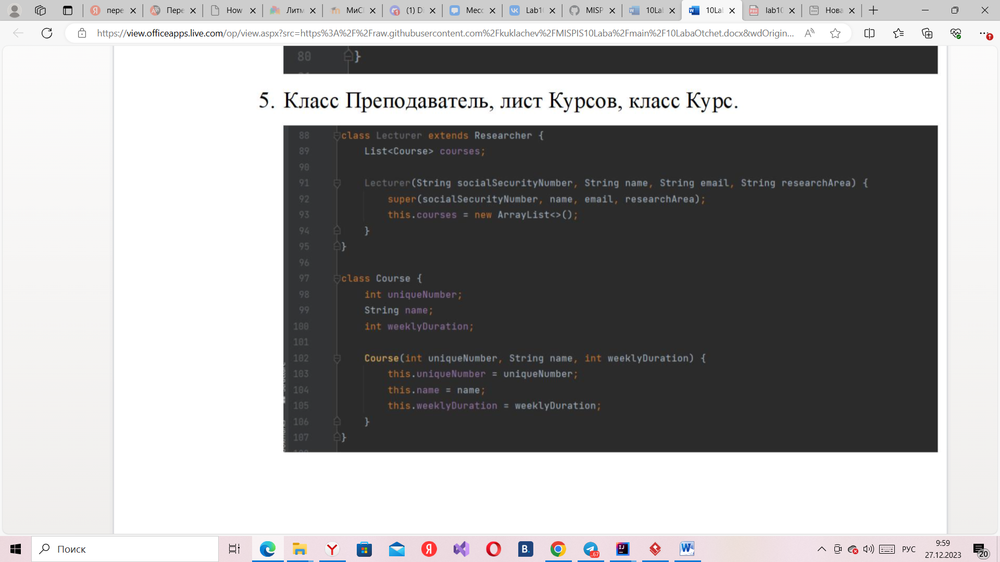 пере
Пере
How
Литм
МиСІ
(1) Di
Месс
Lab1(
MISP
10Lal
10Lal
lab1(
Нова
https://view.officeapps.live.com/op/view.aspx?src=https%3A%2F%2Fraw.githubusercontent.com%2Fkuklachev%2FMISPIS10Laba%2Fmain%2F10LabaOtchet.docx&wdOrigin...
80 }
5. Класс Преподаватель, лист Курсов, класс Курс.
88 class Lecturer extends Researcher {
89 List<Course> courses;
90
91 Lecturer(String socialSecurityNumber, String name, String email, String researchArea) {
92 super(socialSecurityNumber, name, email, researchArea);
93 this.courses = new ArrayList<>();
94 }
95 }
96
97 class Course {
98 int uniqueNumber;
99 String name;
100 int weeklyDuration;
101
102 Course(int uniqueNumber, String name, int weeklyDuration) {
103 this.uniqueNumber = uniqueNumber;
104 this.name = name;
105 this.weeklyDuration = weeklyDuration;
106 }
107 }
Поиск
РУС
9:59
27.12.2023
20